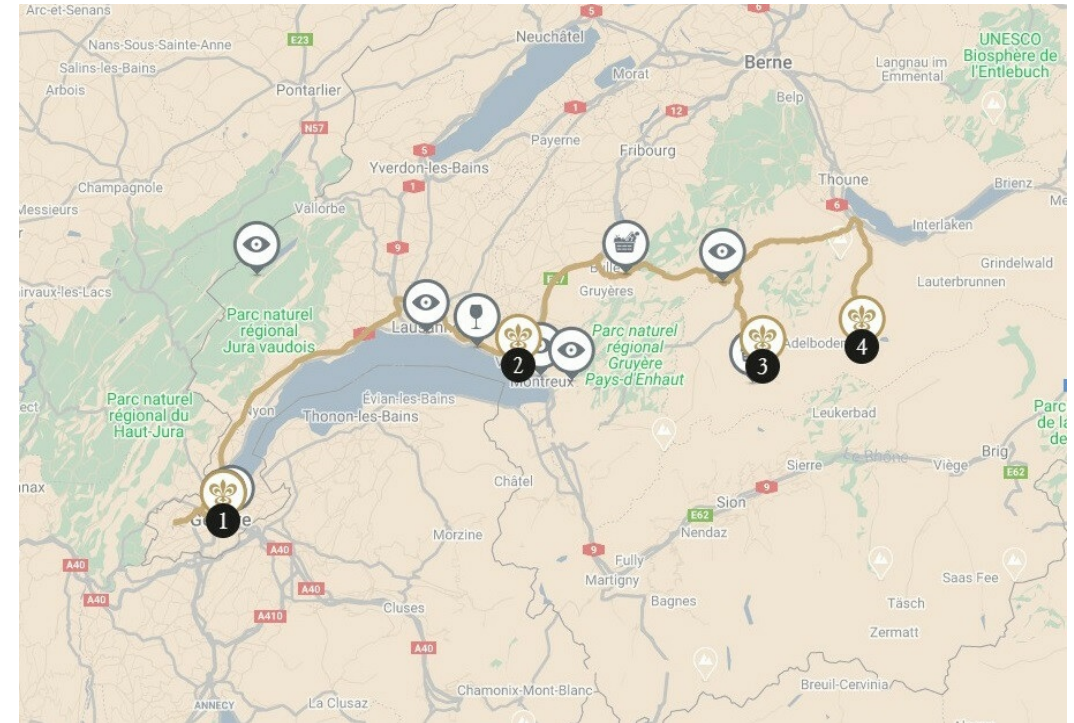 Arc-et-Senans
5
6
E23
Neuchâtel
UNESCO
Biosphère de
l'Entlebuch
Nans-Sous-Sainte-Anne
Berne
Langnau im
Emmental
Salins-les-Bains
Morat
Arbois
Pontarlier
Belp
1
12
N57
Payerne
5
Fribourg
Yverdon-les-Bains
1
Thoune
Champagnole
Brienz
Messieurs
Vallorbe
6
Interlaken
9
Grindelwald
E27
Gruyères
Lauterbrunnen
Parc naturel
régional
Jura vaudois
Parc naturel
régional
Gruyère
Pays-d'Enhaut
Adelboden
4
2
3
Montreux
Évian-les-Bains
Parc naturel
régional du
Haut-Jura
Nyon
Thonon-les-Bains
Leukerbad
Le Rhône
Sierre
Viège
Brig
E62
Châtel
9
Sion
1
E62
Morzine
Nendaz
A40
9
Fully
A40
Martigny
Saas Fee
A40
A40
Bagnes
Täsch
A410
Cluses
Zermatt
A40
Chamonix-Mont-Blanc
Breuil-Cervinia
ANNECY
La Clusaz